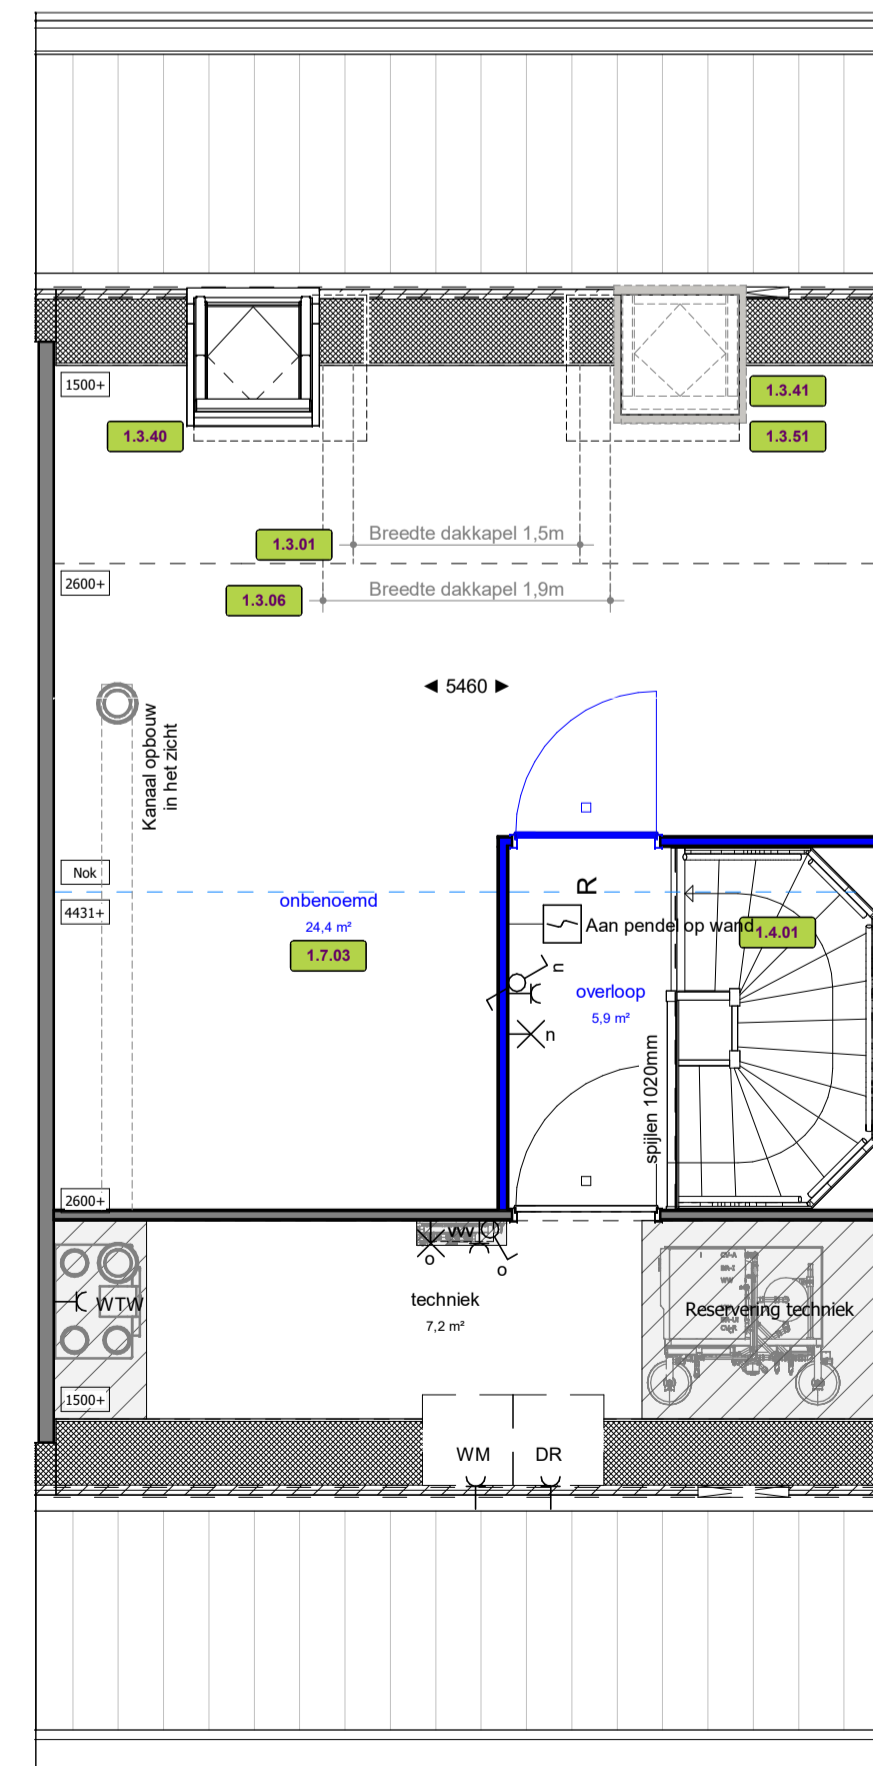 1500+
1.3.41
1.3.40
1.3.51
Breedte dakkapel 1,5m
1.3.01
2600+
Breedte dakkapel 1,9m
1.3.06
◄ 5460 ►
Kanaal opbouw
in het zicht
Nok
R
onbenoemd
4431+
24,4 m²
Aan pendel op wand
1.4.01
1.7.03
n
overloop
5,9 m²
n
spijlen 1020mm
2600+
VW
o
o
I
CV-A
WW
WTW
techniek
7,2 m²
Reservering techniek
1500+
WM
DR